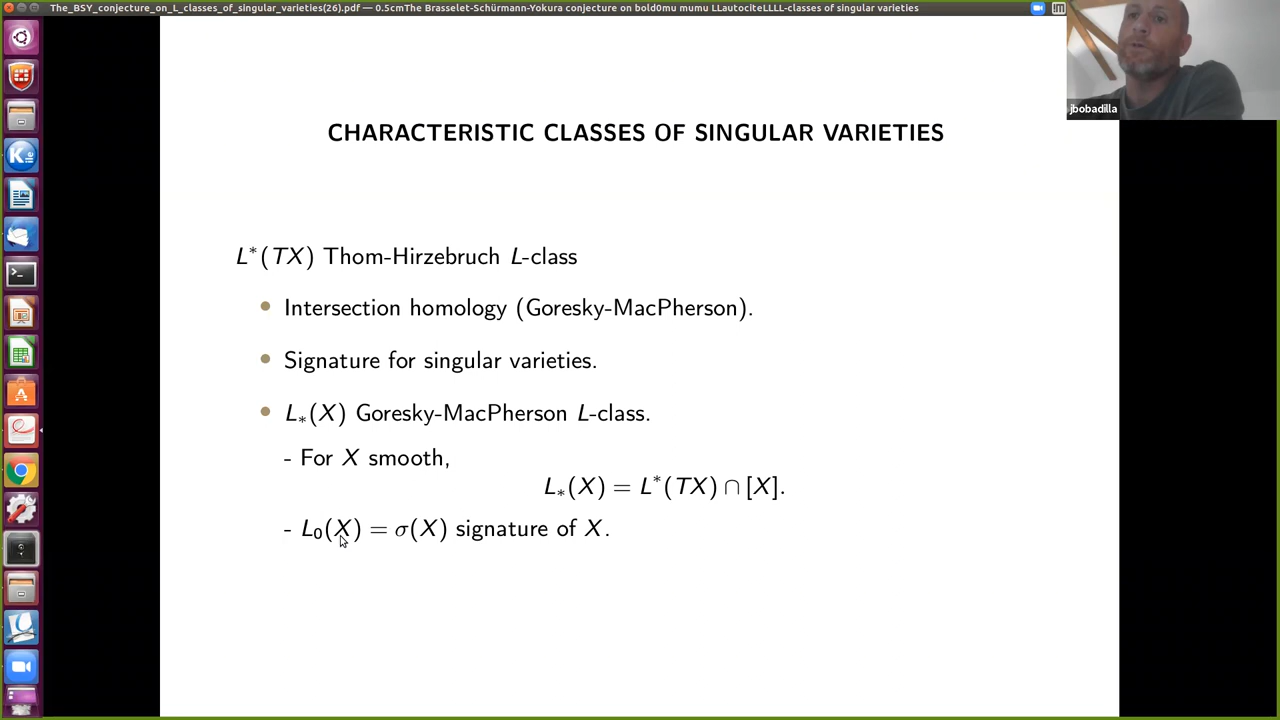 The_BSY_conjecture_on_L_classes_of_singular_varieties(26).pdf — 0.5cmThe Brasselet-Schürmann-Yokura conjecture on bold0mu mumu LLautociteLLLL-classes of singular varieties
jbobadilla
CHARACTERISTIC CLASSES OF SINGULAR VARIETIES
L*(TX) Thom-Hirzebruch L-class
• Intersection homology (Goresky-MacPherson).
• Signature for singular varieties.
• L∗(X) Goresky-MacPherson L-class.
- For X smooth,
L∗(X) = L*(TX) ∩ [X].
- L₀(X) = σ(X) signature of X.